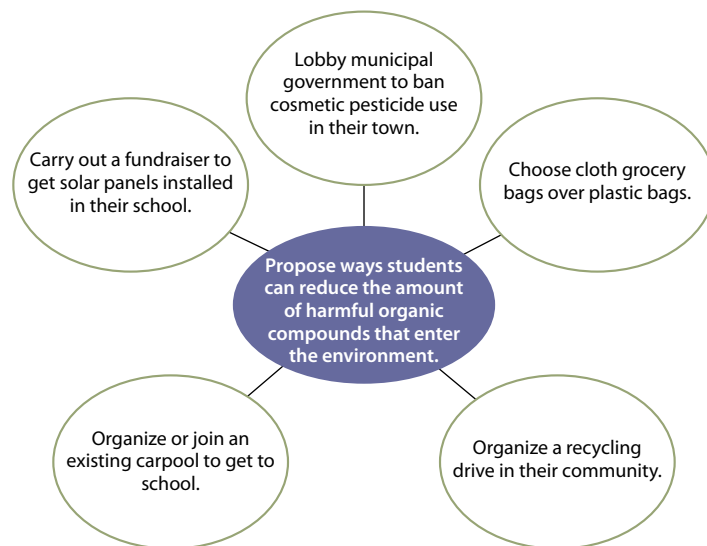 Lobby municipal
government to ban
cosmetic pesticide use
in their town.
Carry out a fundraiser to
get solar panels installed
in their school.
Choose cloth grocery
bags over plastic bags.
Propose ways students
can reduce the amount
of harmful organic
compounds that enter
the environment.
Organize or join an
existing carpool to get to
school.
Organize a recycling
drive in their community.